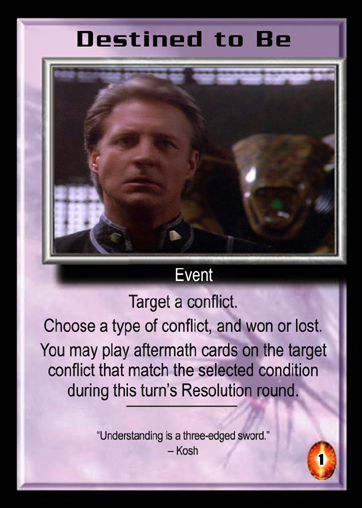 Destined to Be
Event
Target a conflict.
Choose a type of conflict, and won or lost.
You may play aftermath cards on the target
conflict that match the selected condition
during this turn's Resolution round.
“Understanding is a three-edged sword.”
– Kosh
1